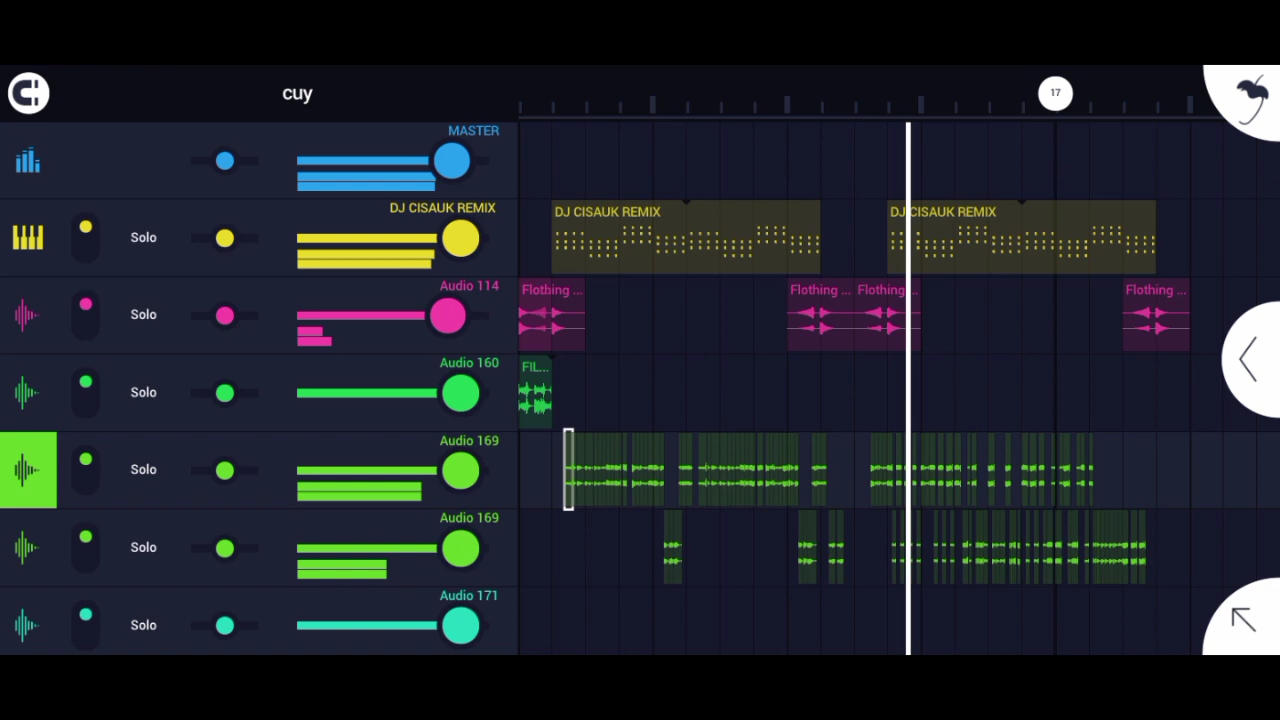 cuy
17
MASTER
DJ CISAUK REMIX
Solo
DJ CISAUK REMIX
DJ CISAUK REMIX
Audio 114
Solo
Flothing ...
Flothing ...
Flothing
Flothing ...
Audio 160
Solo
FIL...
Audio 169
Solo
Audio 169
Solo
Audio 171
Solo